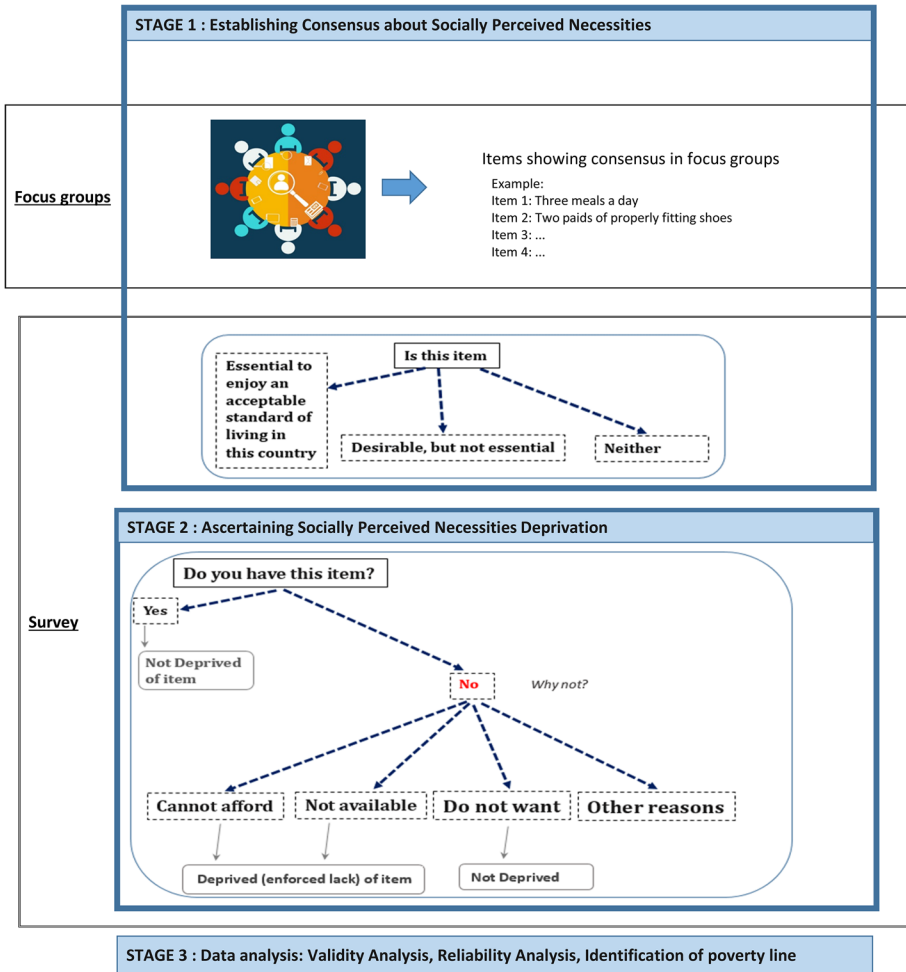 STAGE 1 : Establishing Consensus about Socially Perceived Necessities
Focus groups
Items showing consensus in focus groups
Example:
Item 1: Three meals a day
Item 2: Two paids of properly fitting shoes
Item 3: ...
Item 4: ...
Is this item
Essential to
enjoy an
acceptable
standard of
living in
this country
Desirable, but not essential
Neither
STAGE 2 : Ascertaining Socially Perceived Necessities Deprivation
Survey
Do you have this item?
Yes
Not Deprived
of item
No
Why not?
Cannot afford
Not available
Do not want
Other reasons
Deprived (enforced lack) of item
Not Deprived
STAGE 3 : Data analysis: Validity Analysis, Reliability Analysis, Identification of poverty line